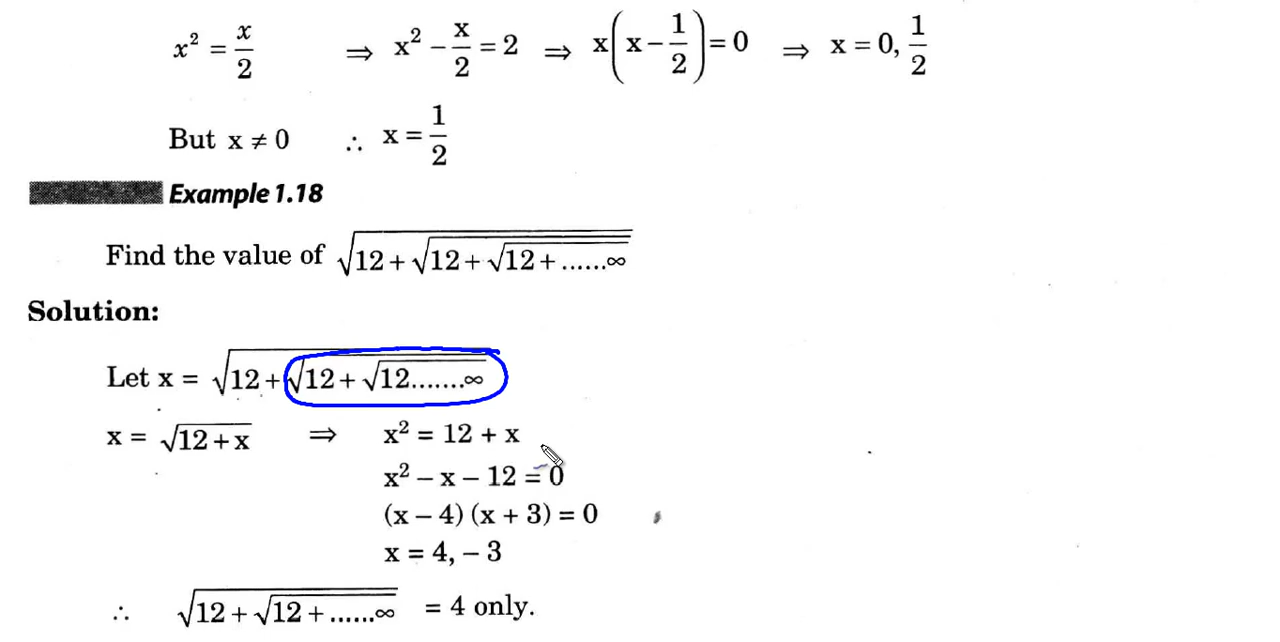 x² = x/2 ⇒ x² − x/2 = 2 ⇒ x(x − 1/2) = 0 ⇒ x = 0, 1/2
But x ≠ 0 ∴ x = 1/2
Example 1.18
Find the value of √(12 + √(12 + √(12 + ......∞
Solution:
Let x = √(12 + √(12 + √(12.......∞
x = √(12 + x) ⇒ x² = 12 + x
x² − x − 12 = 0
(x − 4) (x + 3) = 0
x = 4, − 3
∴ √(12 + √(12 + ......∞ = 4 only.